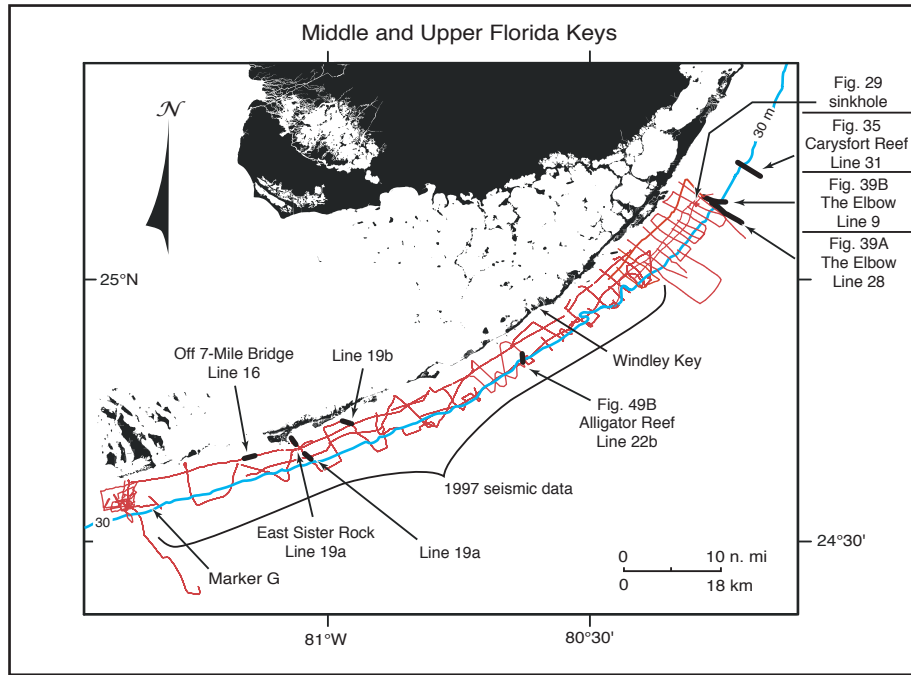 Middle and Upper Florida Keys
N
30 m
Fig. 29
sinkhole
Fig. 35
Carysfort Reef
Line 31
Fig. 39B
The Elbow
Line 9
Fig. 39A
The Elbow
Line 28
25°N
Windley Key
Off 7-Mile Bridge
Line 16
Line 19b
Fig. 49B
Alligator Reef
Line 22b
1997 seismic data
30
East Sister Rock
Line 19a
Line 19a
Marker G
24°30'
0 10 n. mi
0 18 km
81°W
80°30'